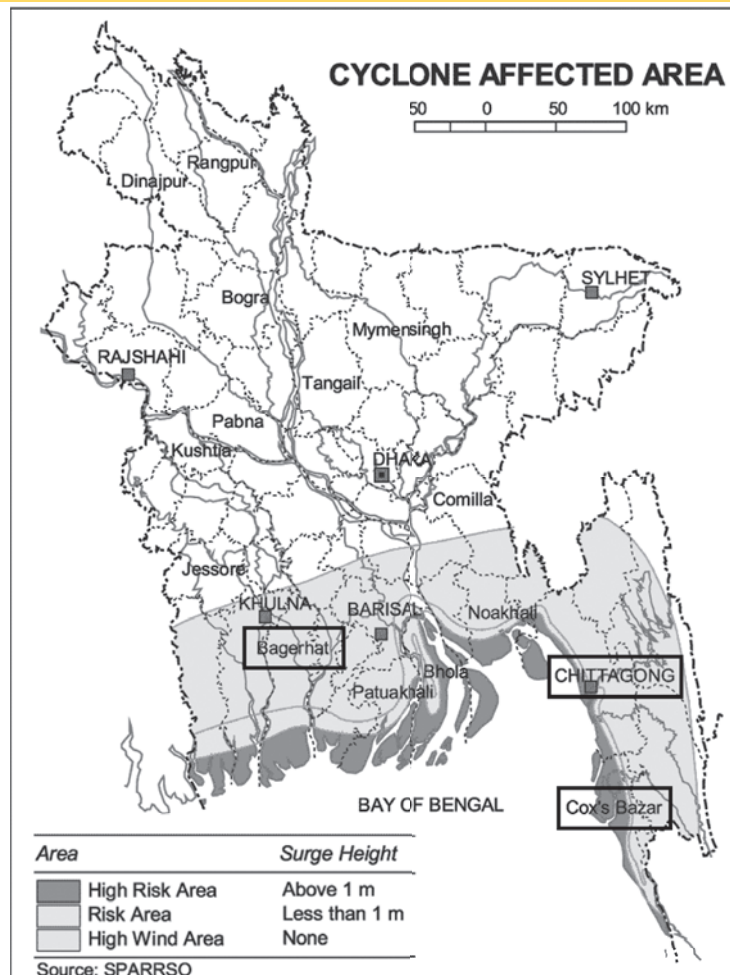 CYCLONE AFFECTED AREA
50 0 50 100 km
Rangpur
Dinajpur
SYLHET
Bogra
Mymensingh
RAJSHAHI
Tangail
Pabna
Kushtia
DHAKA
Comilla
Jessore
KHULNA
BARISAL
Noakhali
Bagerhat
Bhola
CHITTAGONG
Patuakhali
BAY OF BENGAL
Cox's Bazar
Area Surge Height
High Risk Area Above 1 m
Risk Area Less than 1 m
High Wind Area None
Source: SPARRSO